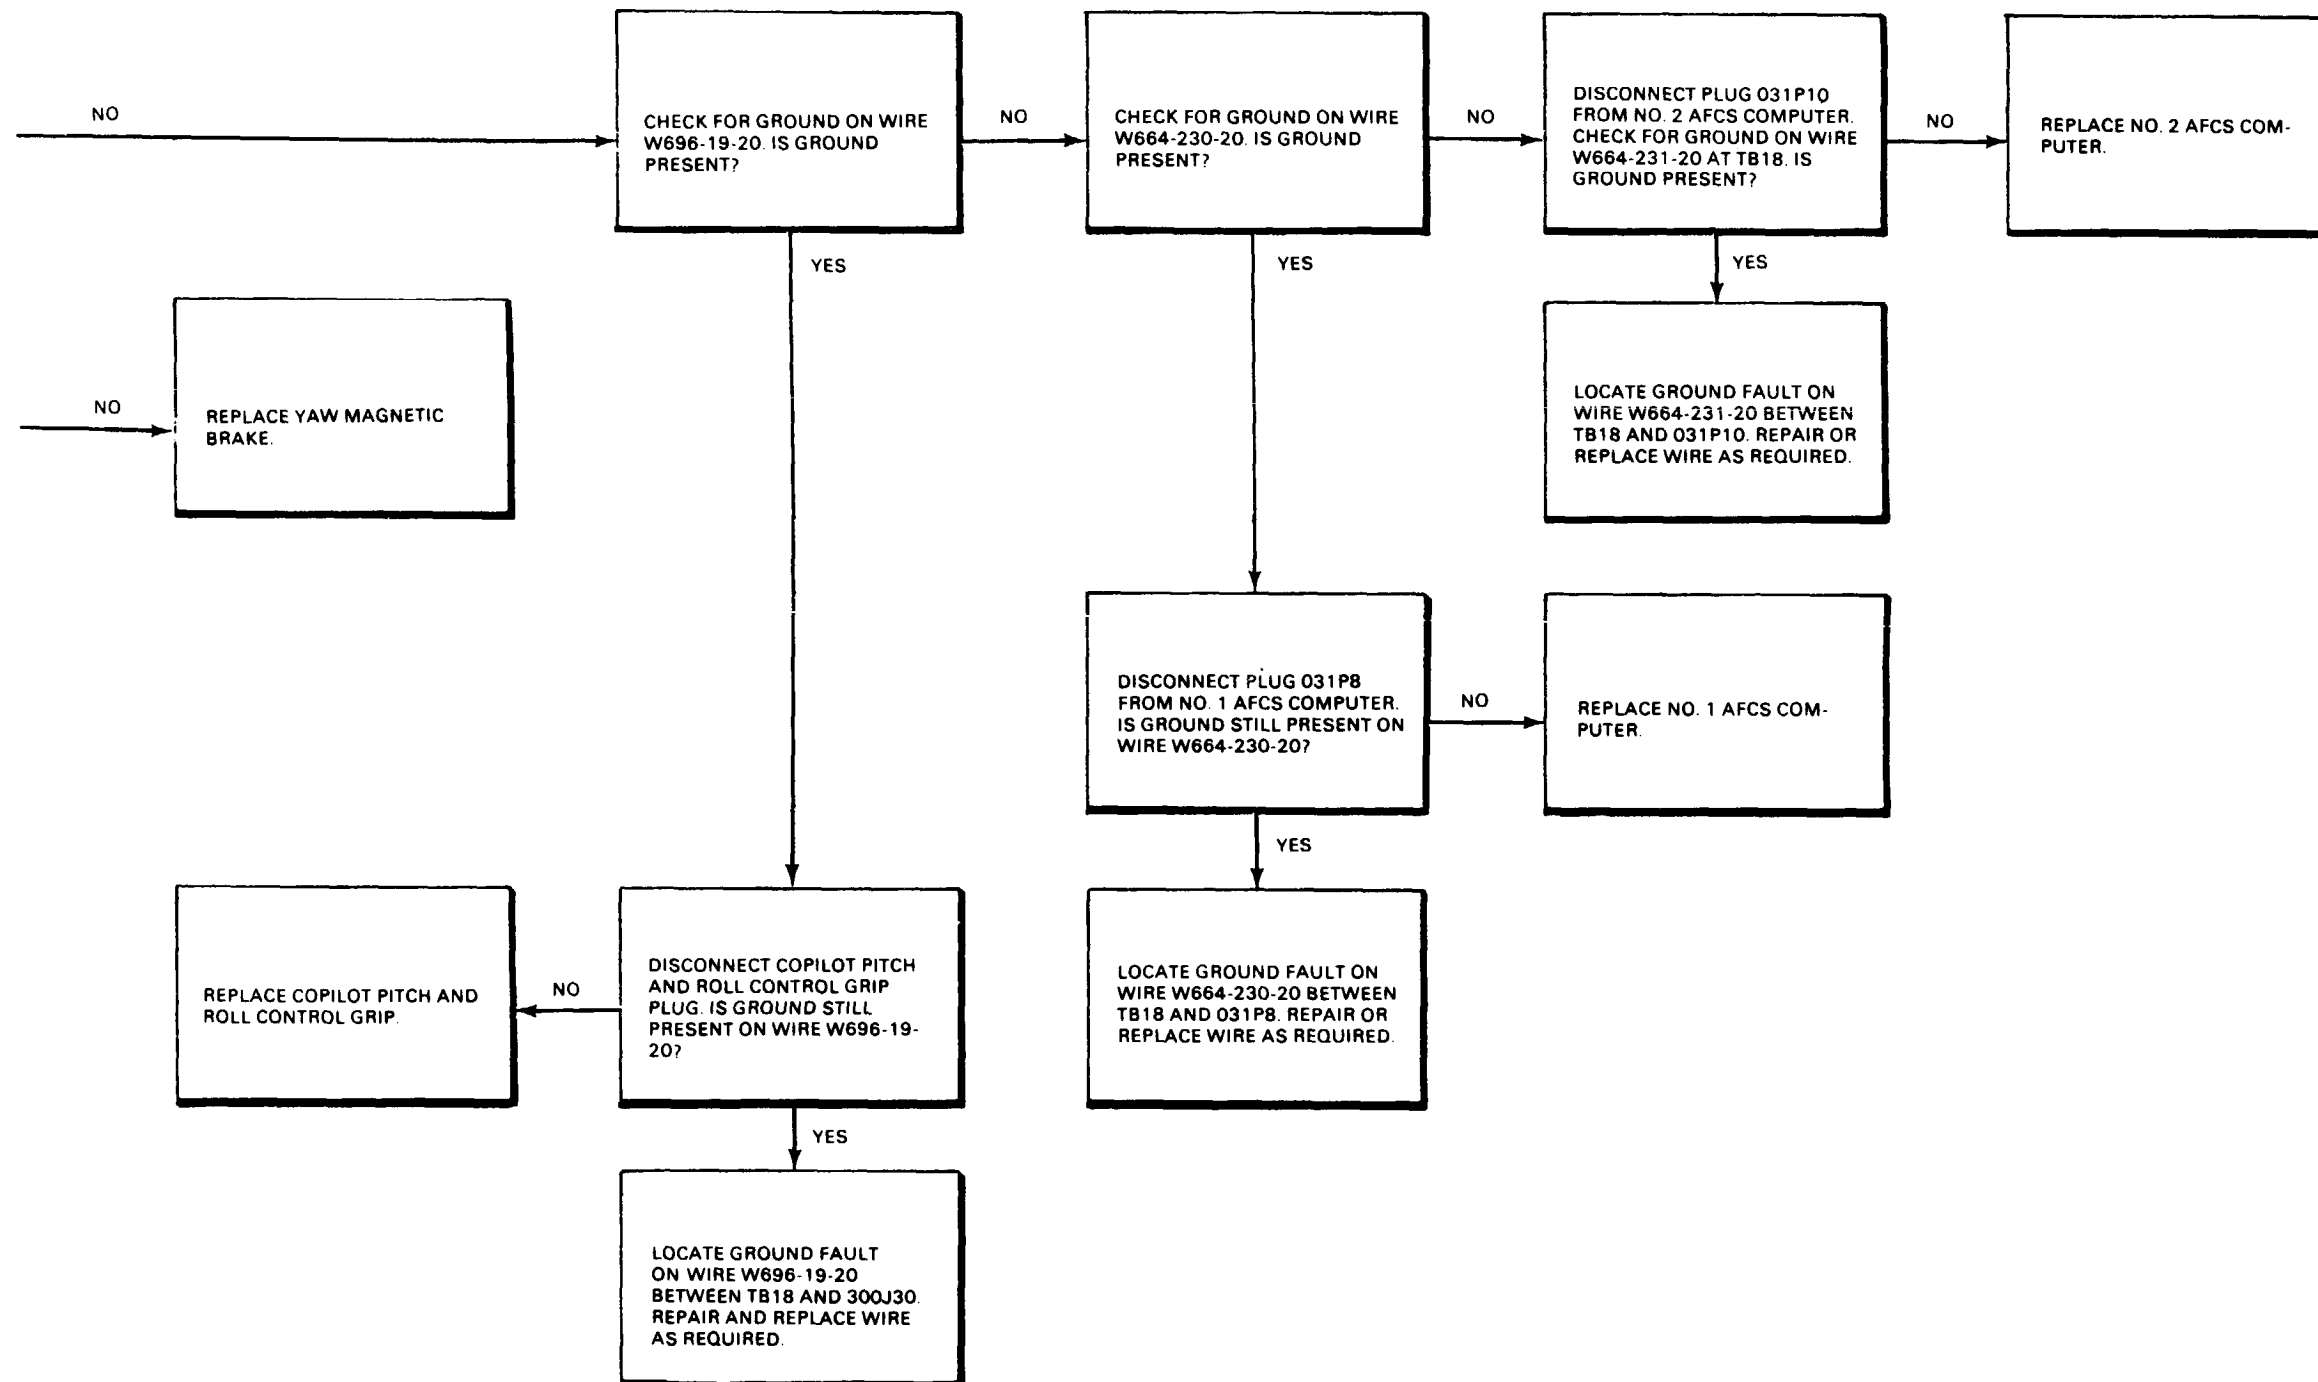 NO
CHECK FOR GROUND ON WIRE
W696-19-20. IS GROUND
PRESENT?
NO
CHECK FOR GROUND ON WIRE
W664-230-20. IS GROUND
PRESENT?
NO
DISCONNECT PLUG 031P10
FROM NO. 2 AFCS COMPUTER.
CHECK FOR GROUND ON WIRE
W664-231-20 AT TB18. IS
GROUND PRESENT?
NO
REPLACE NO. 2 AFCS COM-
PUTER.
YES
YES
YES
NO
REPLACE YAW MAGNETIC
BRAKE.
LOCATE GROUND FAULT ON
WIRE W664-231-20 BETWEEN
TB18 AND 031P10. REPAIR OR
REPLACE WIRE AS REQUIRED.
DISCONNECT PLUG 031P8
FROM NO. 1 AFCS COMPUTER.
IS GROUND STILL PRESENT ON
WIRE W664-230-20?
NO
REPLACE NO. 1 AFCS COM-
PUTER.
YES
REPLACE COPILOT PITCH AND
ROLL CONTROL GRIP.
NO
DISCONNECT COPILOT PITCH
AND ROLL CONTROL GRIP
PLUG. IS GROUND STILL
PRESENT ON WIRE W696-19-
20?
LOCATE GROUND FAULT ON
WIRE W664-230-20 BETWEEN
TB18 AND 031P8. REPAIR OR
REPLACE WIRE AS REQUIRED.
YES
LOCATE GROUND FAULT
ON WIRE W696-19-20
BETWEEN TB18 AND 300J30.
REPAIR AND REPLACE WIRE
AS REQUIRED.